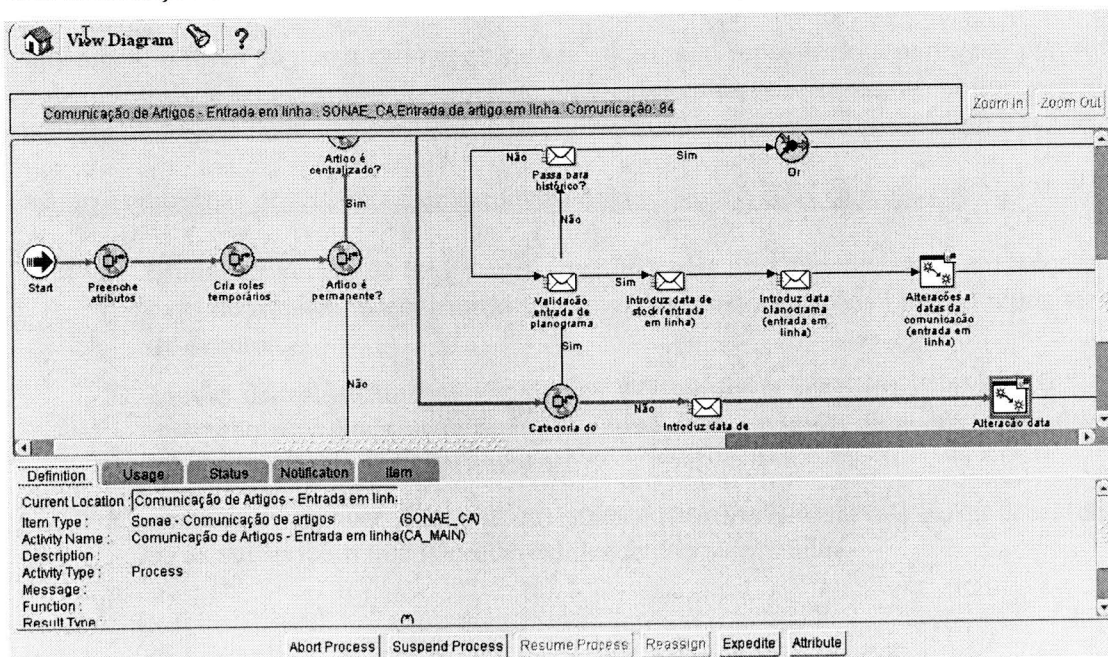 View Diagram ?
Comunicação de Artigos - Entrada em linha : SONAE_CA,Entrada de artigo em linha. Comunicação: 84
Zoom In Zoom Out
Artigo é
centralizado?
Não
Passa para
histórico?
Sim
Or
Sim
Não
Start
Preenche
atributos
Cria roles
temporários
Artigo é
permanente?
Validação
entrada de
planograma
Sim
Introduz data de
stock (entrada
em linha)
Introduz data
planograma
(entrada em
linha)
Alterações a
datas da
comunicação
(entrada em
linha)
Sim
Não
Categoria do
Não
Introduz data de
Alteração data
Definition Usage Status Notification Item
Current Location : Comunicação de Artigos - Entrada em linh
Item Type : Sonae - Comunicação de artigos (SONAE_CA)
Activity Name : Comunicação de Artigos - Entrada em linha(CA_MAIN)
Description :
Activity Type : Process
Message :
Function :
Result Type
Abort Process Suspend Process Resume Process Reassign Expedite Attribute